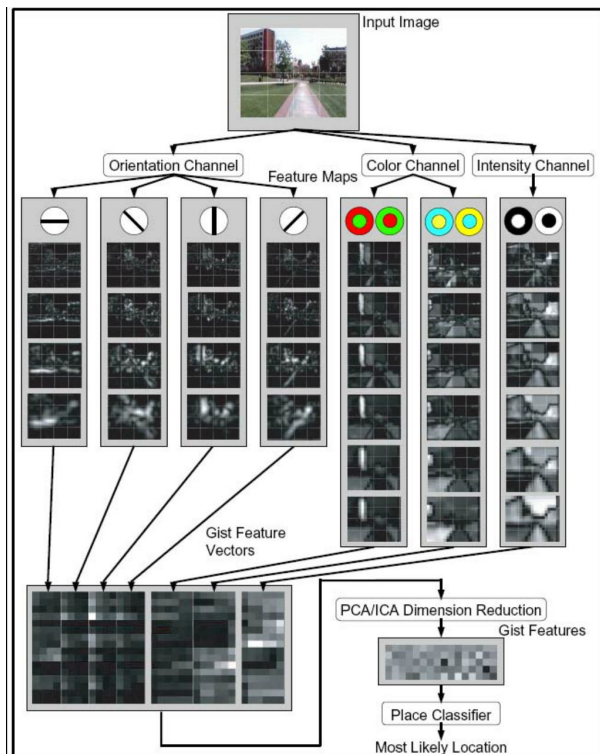 Input Image
Orientation Channel
Color Channel
Intensity Channel
Feature Maps
Gist Feature
Vectors
PCA/ICA Dimension Reduction
Gist Features
Place Classifier
Most Likely Location